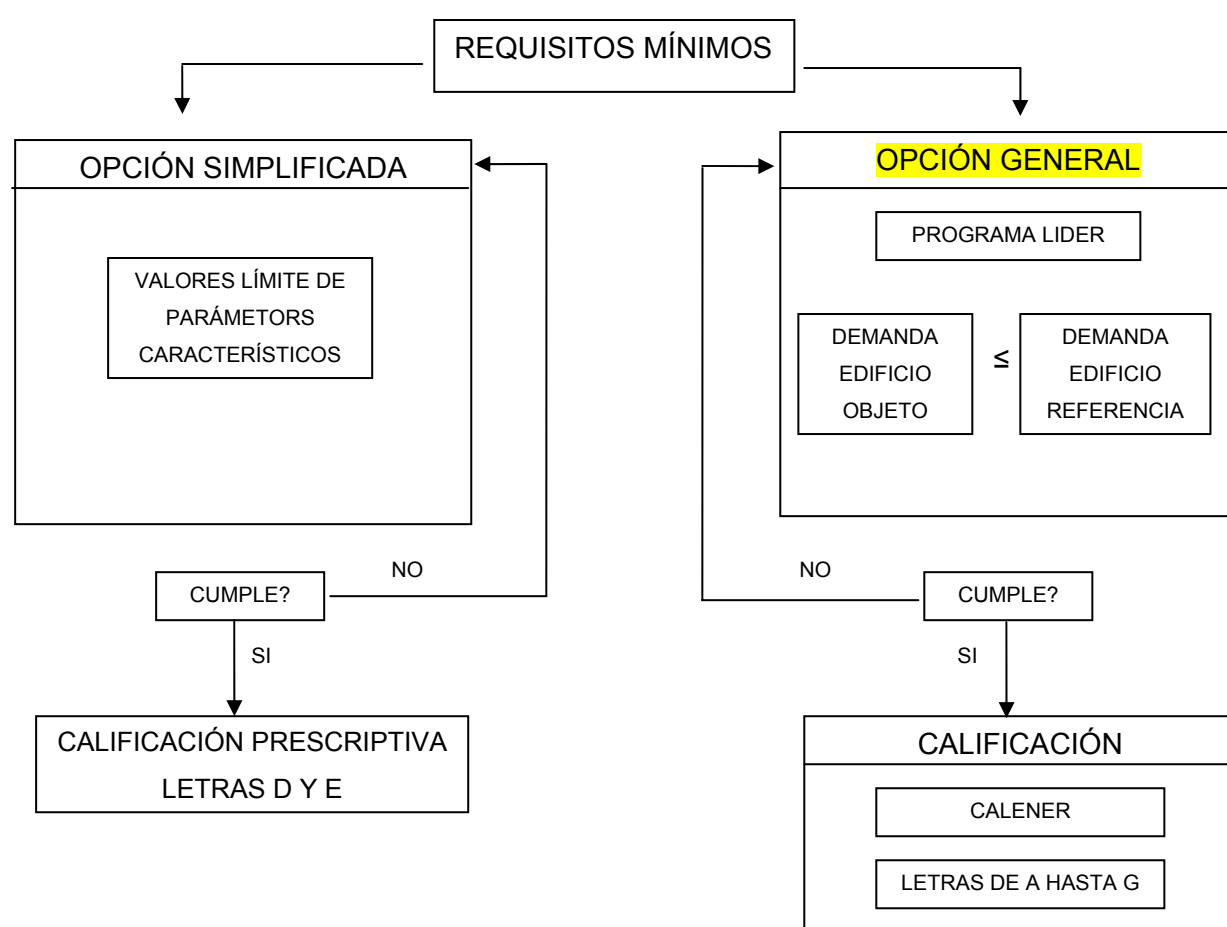 REQUISITOS MÍNIMOS
OPCIÓN SIMPLIFICADA
VALORES LÍMITE DE
PARÁMETORS
CARACTERÍSTICOS
CUMPLE?
NO
SI
CALIFICACIÓN PRESCRIPTIVA
LETRAS D Y E
OPCIÓN GENERAL
PROGRAMA LIDER
DEMANDA
EDIFICIO
OBJETO
≤
DEMANDA
EDIFICIO
REFERENCIA
NO
CUMPLE?
SI
CALIFICACIÓN
CALENER
LETRAS DE A HASTA G